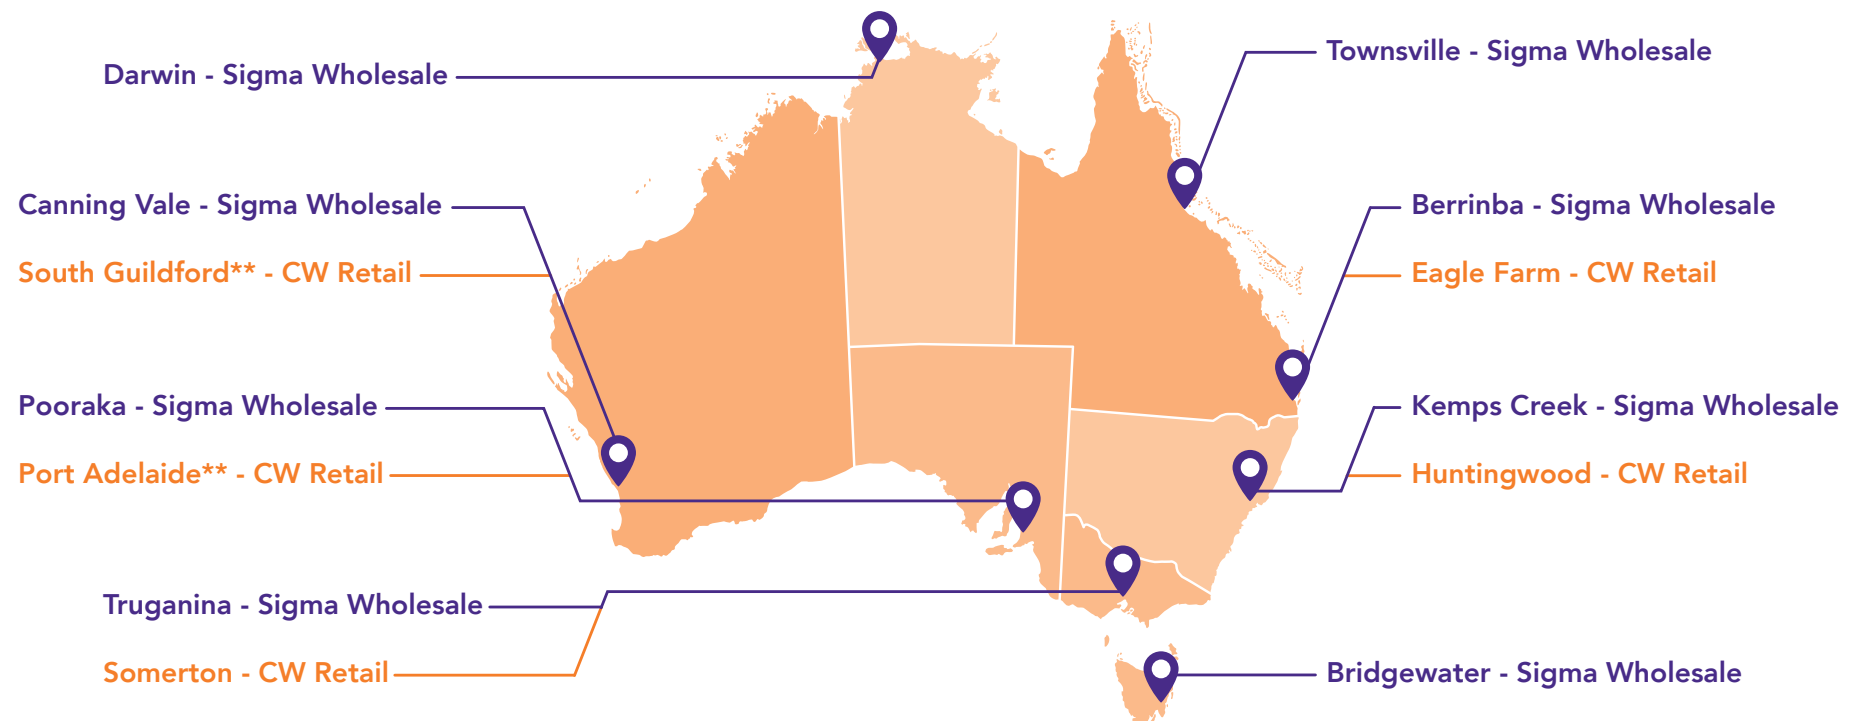 Darwin - Sigma Wholesale
Canning Vale - Sigma Wholesale
South Guildford** - CW Retail
Pooraka - Sigma Wholesale
Port Adelaide** - CW Retail
Truganina - Sigma Wholesale
Somerton - CW Retail
Townsville - Sigma Wholesale
Berrinba - Sigma Wholesale
Eagle Farm - CW Retail
Kemps Creek - Sigma Wholesale
Huntingwood - CW Retail
Bridgewater - Sigma Wholesale